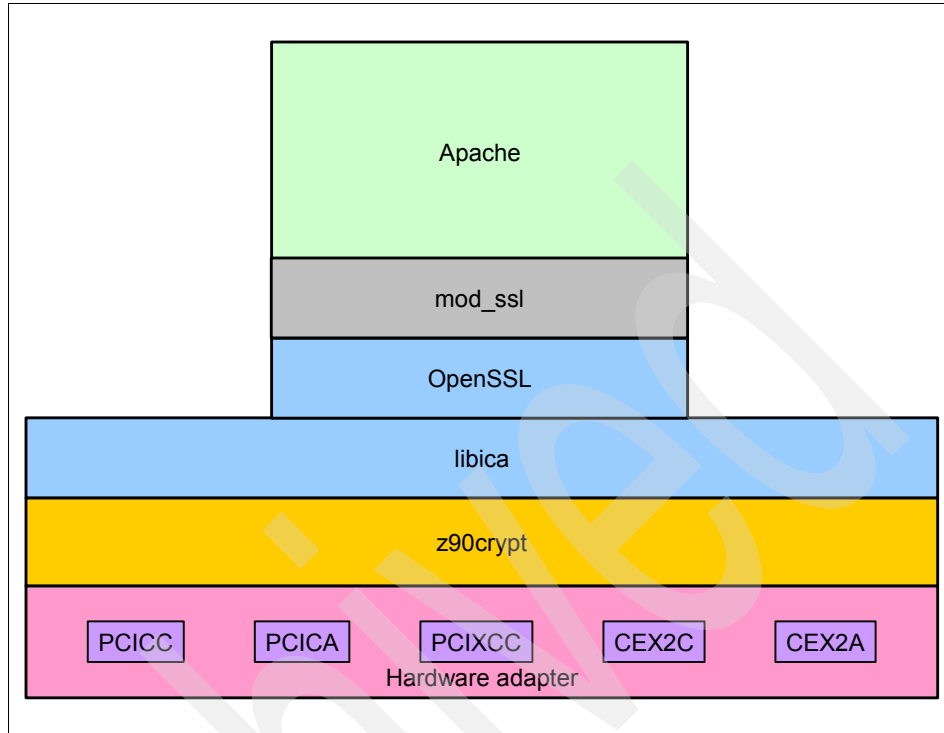 Apache
mod_ssl
OpenSSL
libica
z90crypt
PCICC PCICA PCIXCC CEX2C CEX2A
Hardware adapter